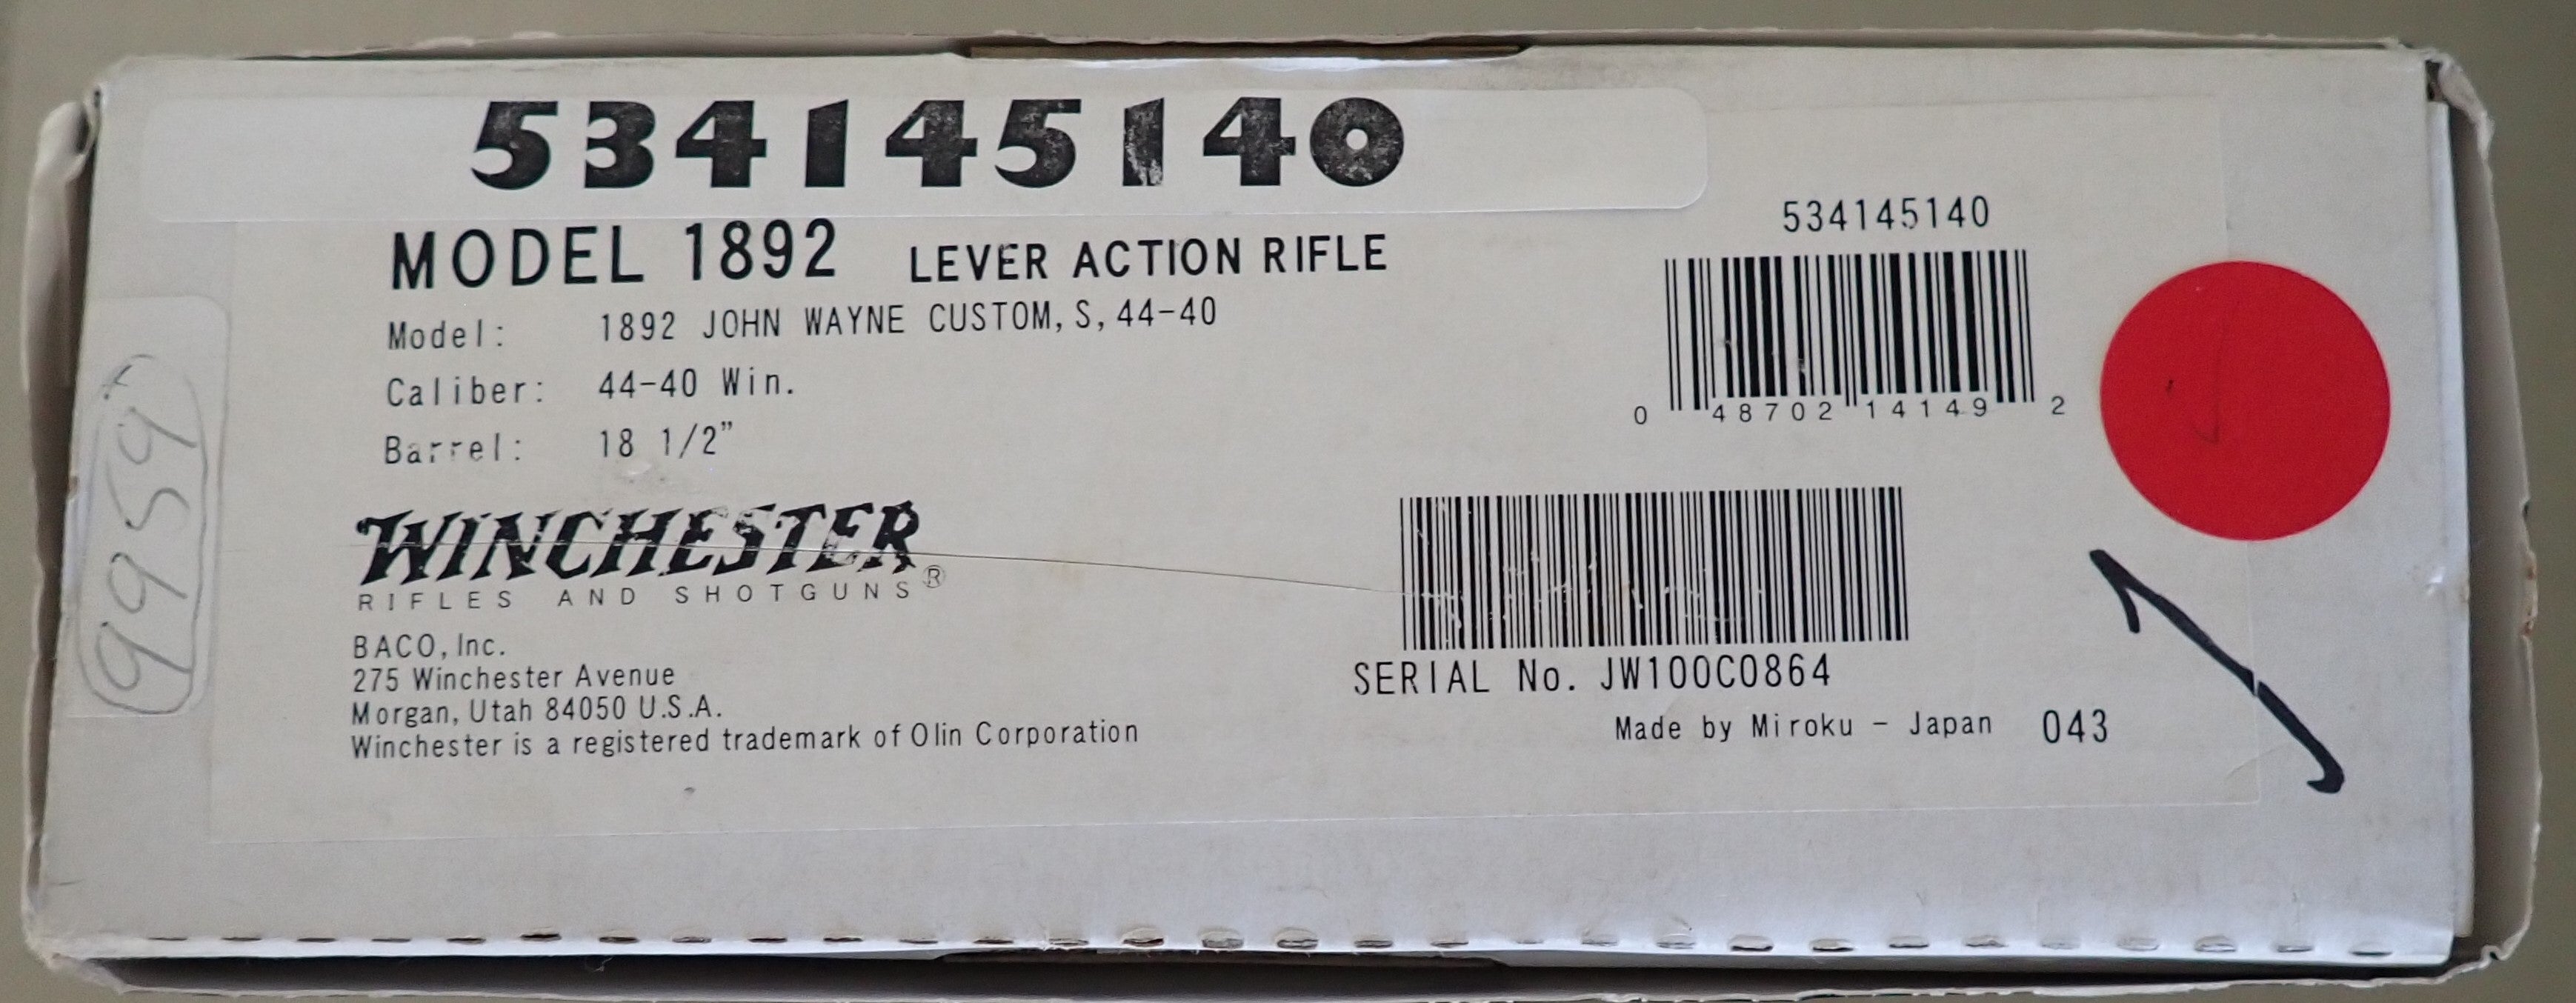 534145140
MODEL 1892 LEVER ACTION RIFLE
Model: 1892 JOHN WAYNE CUSTOM, S, 44-40
Caliber: 44-40 Win.
Barrel: 18 1/2"
WINCHESTER
RIFLES AND SHOTGUNS®
BACO, Inc.
275 Winchester Avenue
Morgan, Utah 84050 U.S.A.
Winchester is a registered trademark of Olin Corporation
534145140
0 48702 14149 2
SERIAL No. JW100C0864
Made by Miroku - Japan 043